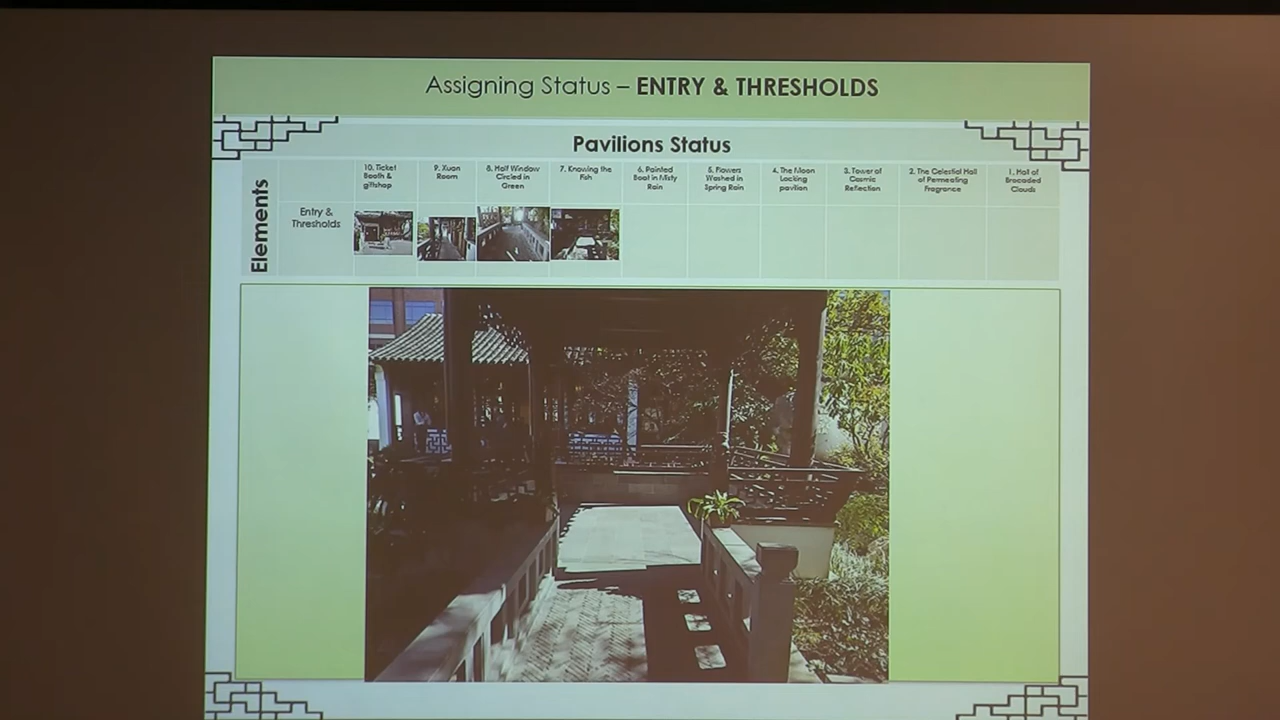 Assigning Status – ENTRY & THRESHOLDS
Pavilions Status
Elements
10. Ticket
Booth &
giftshop
9. Xuan
Room
8. Half Window
Circled in
Green
7. Knowing the
Fish
6. Painted
Boat in Misty
Rain
5. Flowers
Washed in
Spring Rain
4. The Moon
Locking
pavilion
3. Tower of
Cosmic
Reflection
2. The Celestial Hall
of Permeating
Fragrance
1. Hall of
Brocaded
Clouds
Entry &
Thresholds